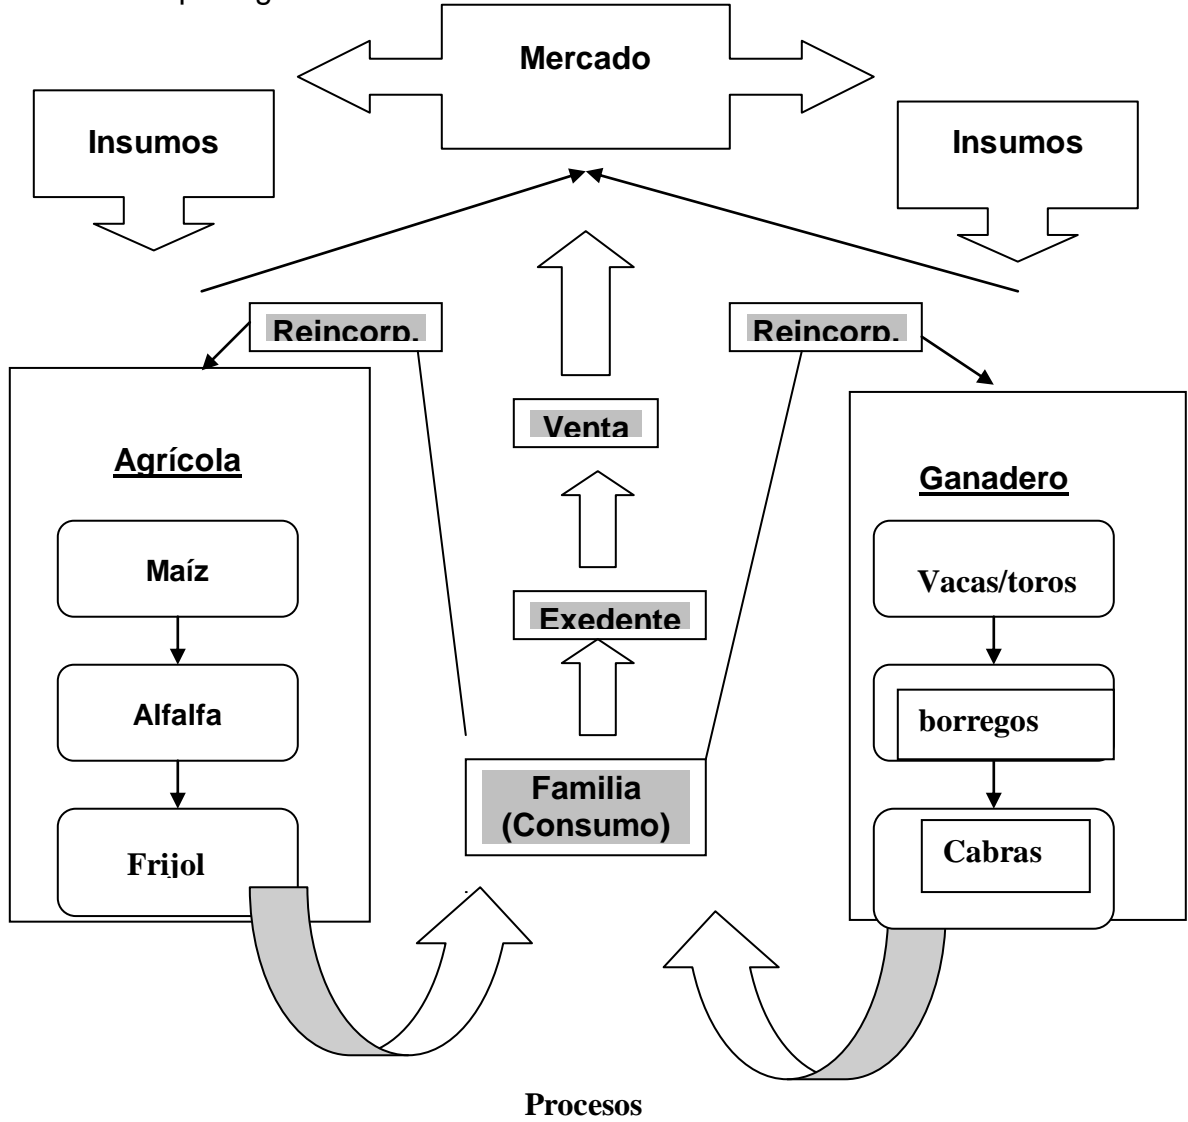 Mercado
Insumos
Insumos
Reincorp.
Reincorp.
Venta
Agrícola
Ganadero
Maíz
Vacas/toros
Exedente
Alfalfa
borregos
Familia
(Consumo)
Frijol
Cabras
Procesos